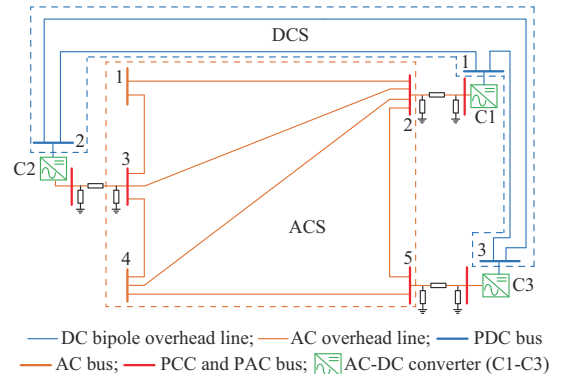 DCS
1
1
2
C1
2
C2
3
ACS
4
5
3
C3
DC bipole overhead line; AC overhead line; PDC bus
AC bus; PCC and PAC bus; AC-DC converter (C1-C3)